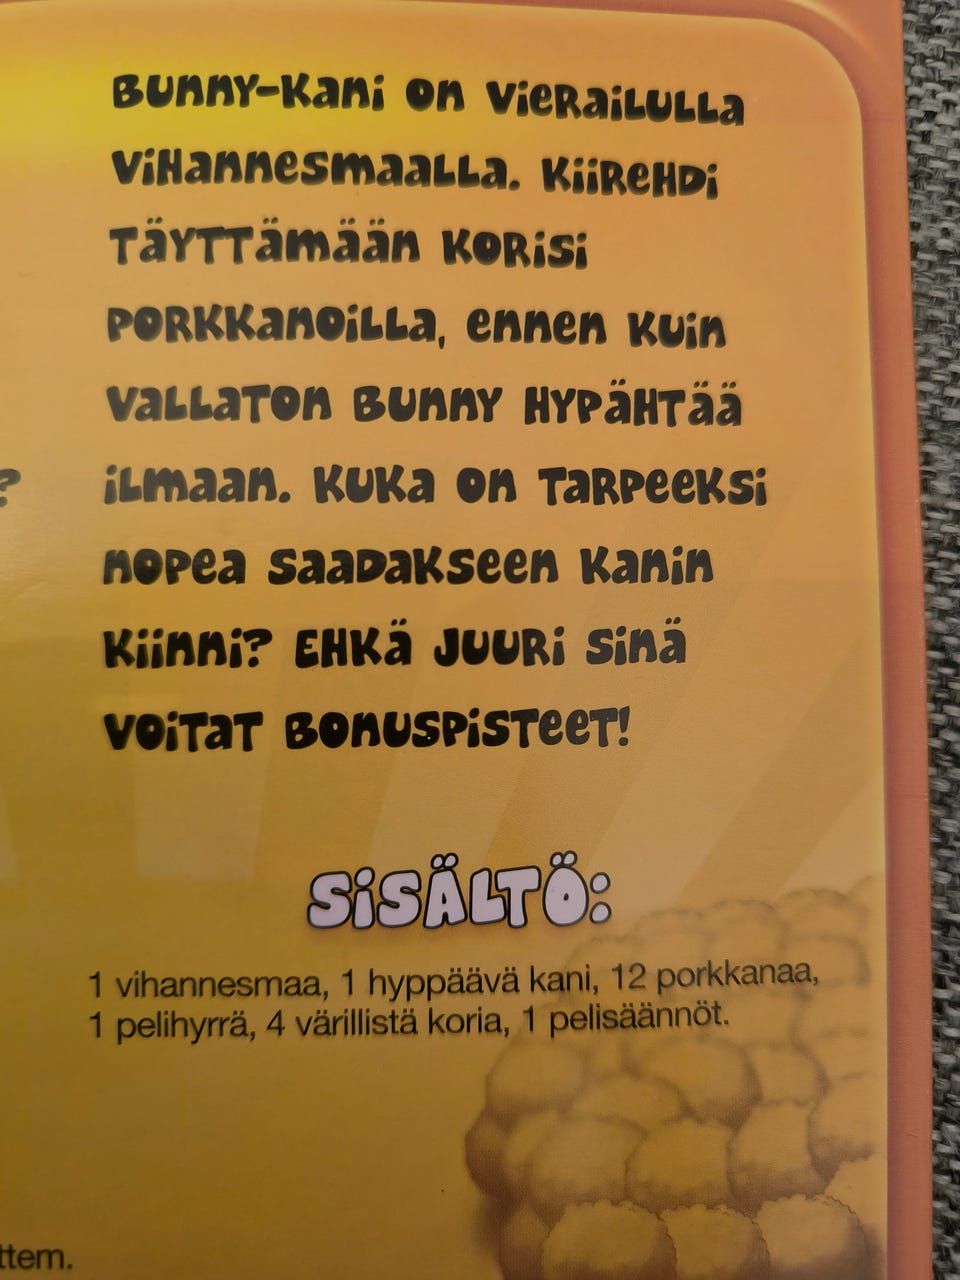 Bunny-Kani on vierailulla
vihannesmaalla. Kiirehdi
täyttämään korisi
porkkanoilla, ennen kuin
vallaton Bunny hypähtää
?
ilmaan. Kuka on tarpeeksi
nopea saadakseen kanin
kiinni? Ehkä juuri sinä
voitat bonuspisteet!
SISÄLTÖ:
1 vihannesmaa, 1 hyppäävä kani, 12 porkkanaa,
1 pelihyrrä, 4 värillistä koria, 1 pelisäännöt.
ttem.